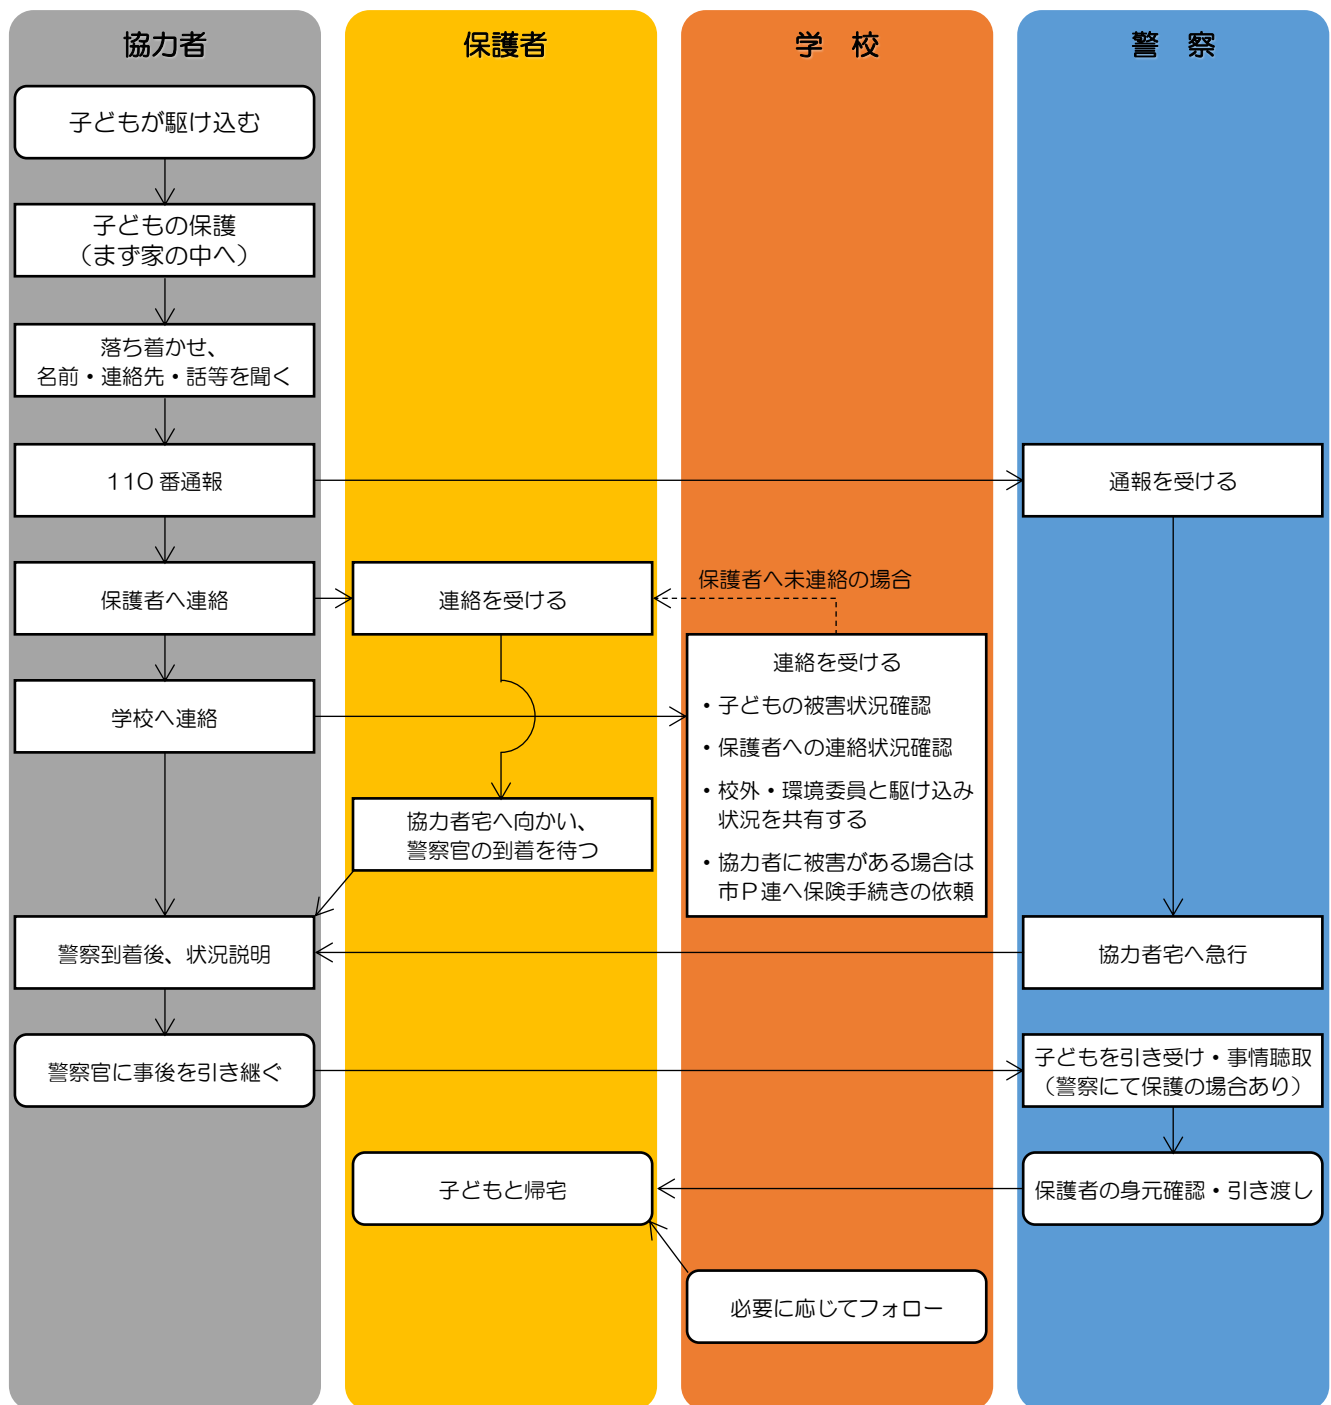 協力者
保護者
学　校
警　察
子どもが駆け込む
子どもの保護
（まず家の中へ）
落ち着かせ、
名前・連絡先・話等を聞く
110番通報
通報を受ける
保護者へ連絡
連絡を受ける
保護者へ未連絡の場合
学校へ連絡
連絡を受ける
・子どもの被害状況確認
・保護者への連絡状況確認
・校外・環境委員と駆け込み
状況を共有する
・協力者に被害がある場合は
市Ｐ連へ保険手続きの依頼
協力者宅へ向かい、
警察官の到着を待つ
警察到着後、状況説明
協力者宅へ急行
警察官に事後を引き継ぐ
子どもを引き受け・事情聴取
（警察にて保護の場合あり）
子どもと帰宅
保護者の身元確認・引き渡し
必要に応じてフォロー